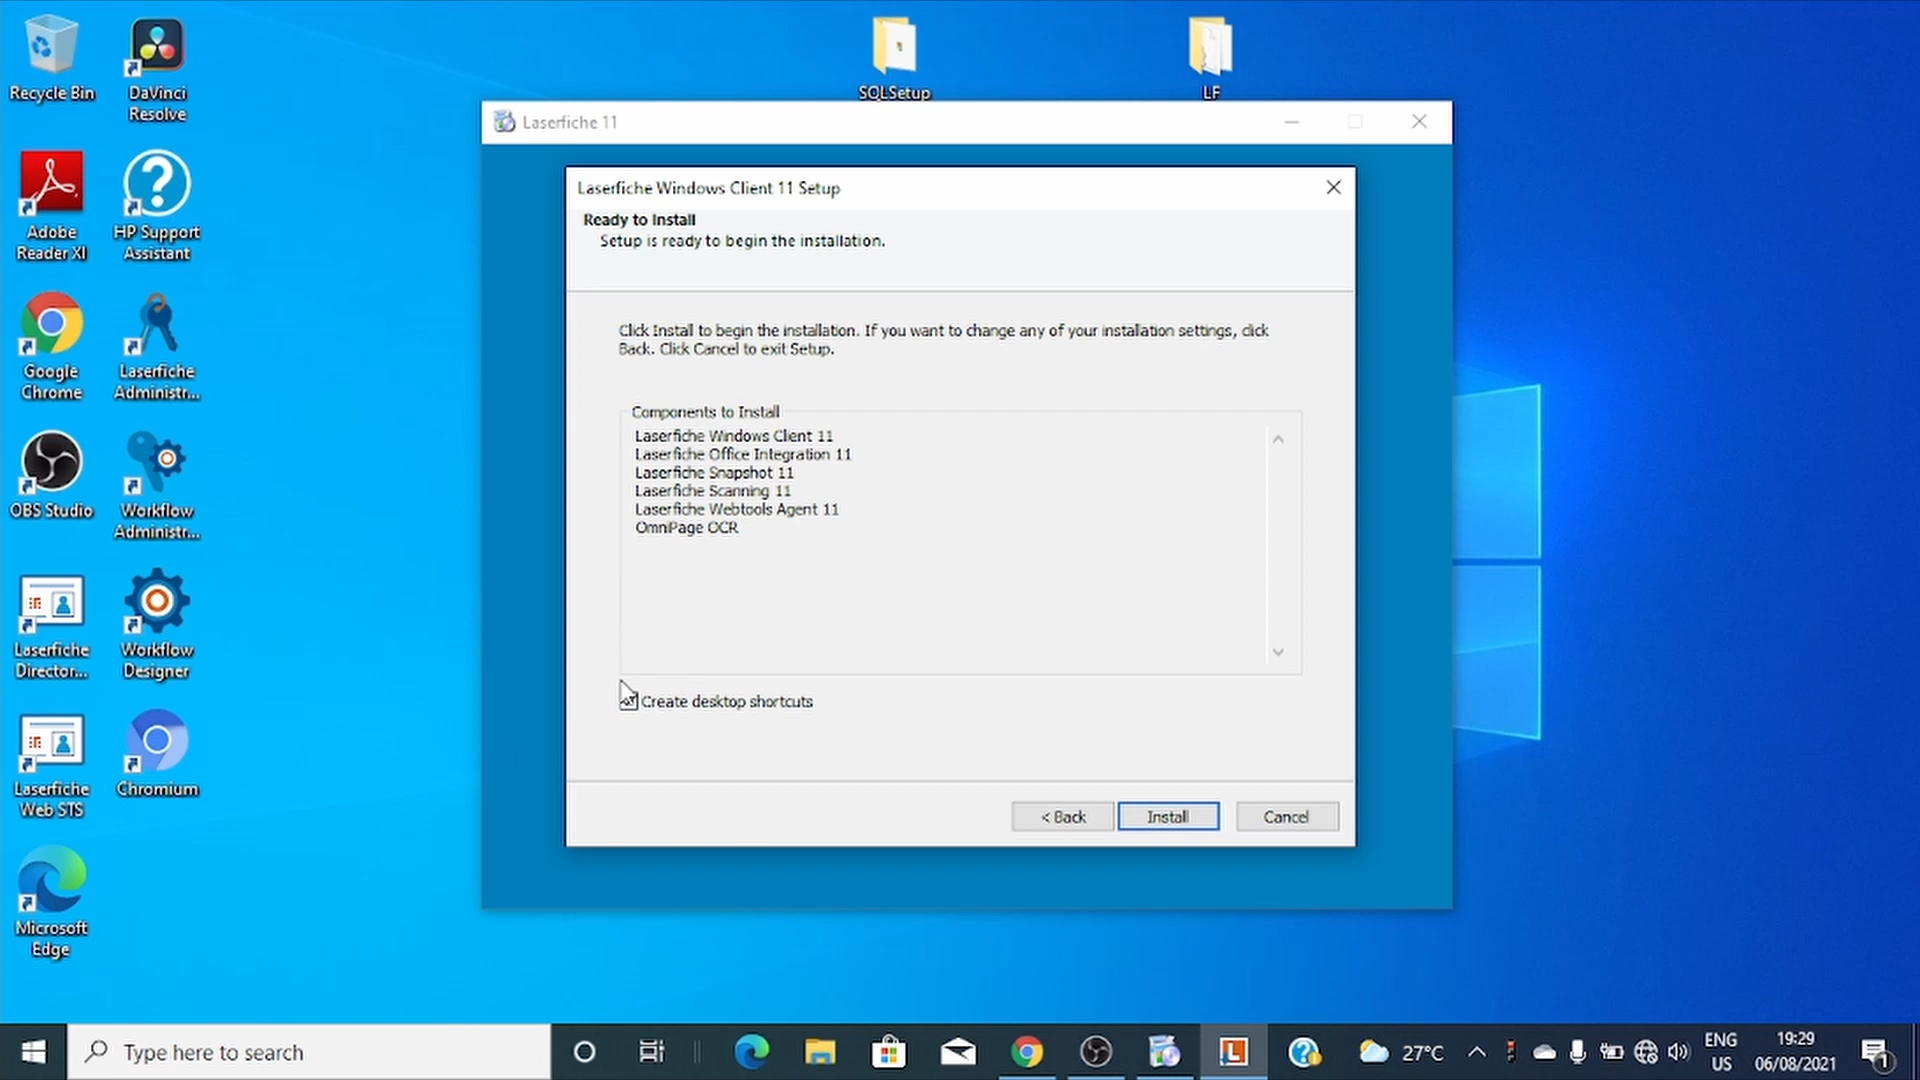 Recycle Bin
DaVinci
Resolve
SQLSetup
LF
Adobe
Reader XI
HP Support
Assistant
Google
Chrome
Laserfiche
Administr...
OBS Studio
Workflow
Administr...
Laserfiche
Director...
Workflow
Designer
Laserfiche
Web STS
Chromium
Microsoft
Edge
Laserfiche 11
Laserfiche Windows Client 11 Setup
Ready to Install
Setup is ready to begin the installation.
Click Install to begin the installation. If you want to change any of your installation settings, click
Back. Click Cancel to exit Setup.
Components to Install
Laserfiche Windows Client 11
Laserfiche Office Integration 11
Laserfiche Snapshot 11
Laserfiche Scanning 11
Laserfiche Webtools Agent 11
OmniPage OCR
Create desktop shortcuts
< Back
Install
Cancel
Type here to search
27°C
ENG
US
19:29
06/08/2021
1